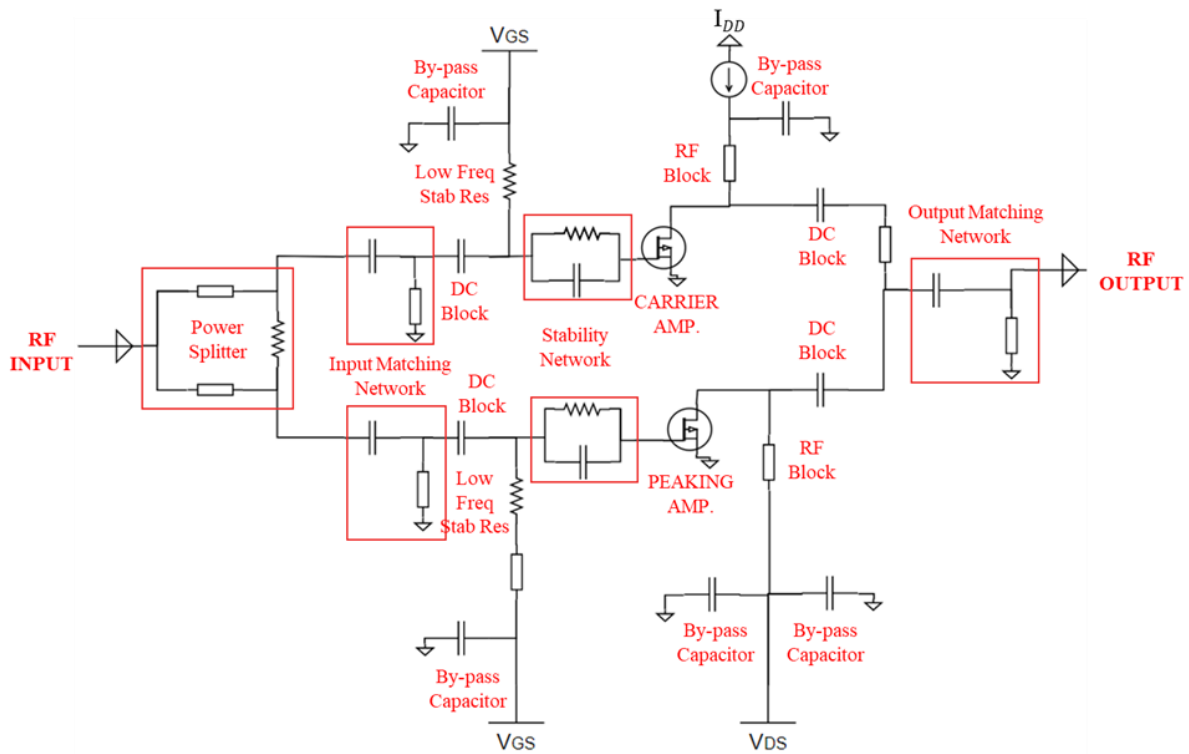 I_DD
VGS
By-pass
Capacitor
By-pass
Capacitor
RF
Block
Low Freq
Stab Res
DC
Block
Output Matching
Network
RF
OUTPUT
DC
Block
CARRIER
AMP.
Power
Splitter
RF
INPUT
Stability
Network
DC
Block
Input Matching
Network
DC
Block
RF
Block
PEAKING
AMP.
Low
Freq
Stab Res
By-pass
Capacitor
By-pass
Capacitor
By-pass
Capacitor
VGS
VDS